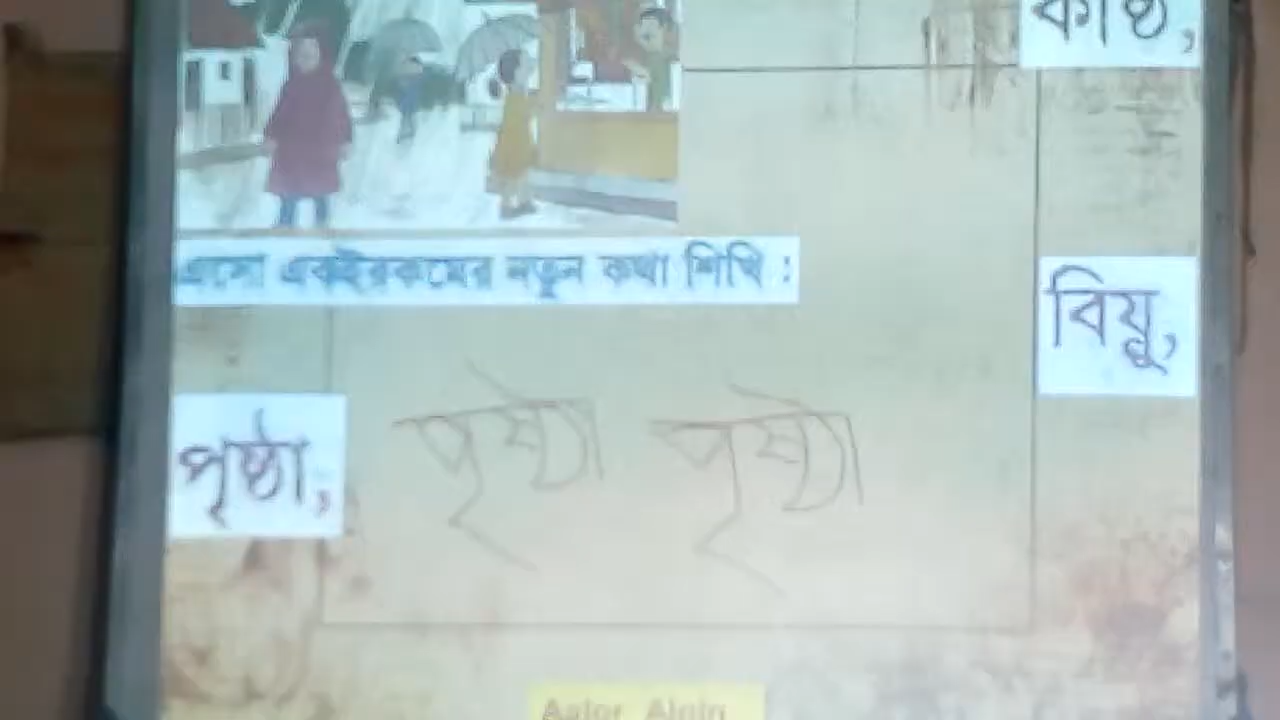 কাষ্ঠ,
এসো একইরকমের নতুন কথা শিখি :
বিষু,
পৃষ্ঠা, পৃষ্ঠা পৃষ্ঠা